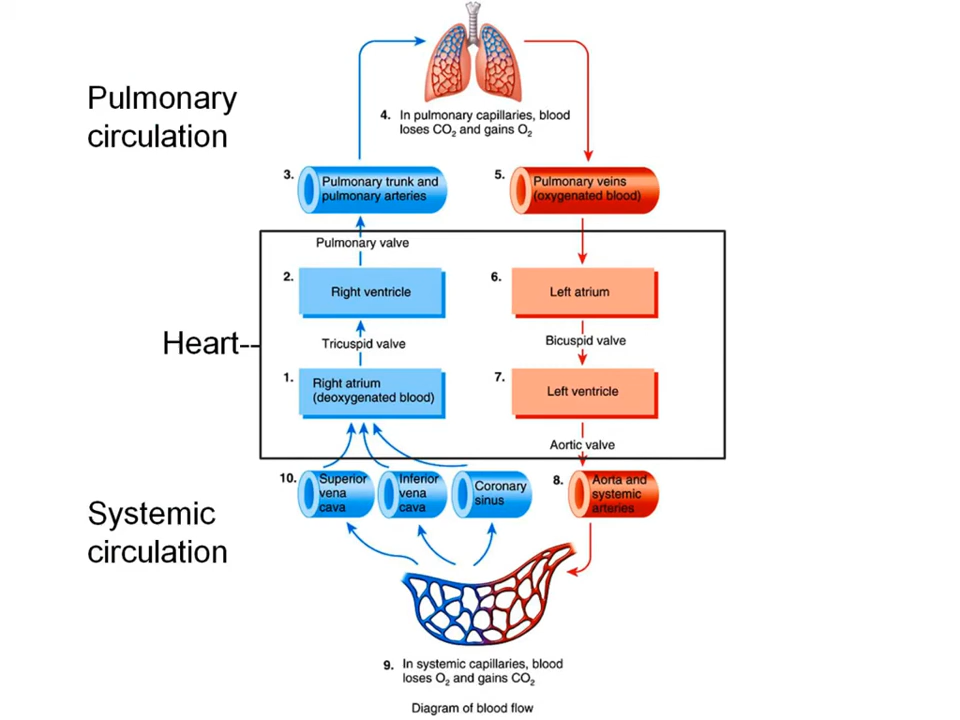 Pulmonary
circulation
4. In pulmonary capillaries, blood
loses CO₂ and gains O₂
3. Pulmonary trunk and
pulmonary arteries
5. Pulmonary veins
(oxygenated blood)
Pulmonary valve
2. Right ventricle
6. Left atrium
Heart--
Tricuspid valve
Bicuspid valve
1. Right atrium
(deoxygenated blood)
7. Left ventricle
Aortic valve
10. Superior
vena
cava
Inferior
vena
cava
Coronary
sinus
8. Aorta and
systemic
arteries
Systemic
circulation
9. In systemic capillaries, blood
loses O₂ and gains CO₂
Diagram of blood flow